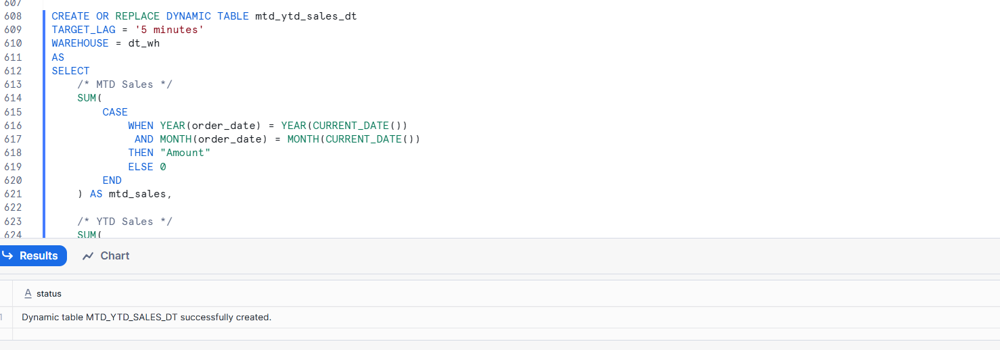 607
608 CREATE OR REPLACE DYNAMIC TABLE mtd_ytd_sales_dt
609 TARGET_LAG = '5 minutes'
610 WAREHOUSE = dt_wh
611 AS
612 SELECT
613 /* MTD Sales */
614 SUM(
615 CASE
616 WHEN YEAR(order_date) = YEAR(CURRENT_DATE())
617 AND MONTH(order_date) = MONTH(CURRENT_DATE())
618 THEN "Amount"
619 ELSE 0
620 END
621 ) AS mtd_sales,
622
623 /* YTD Sales */
624 SUM(
Results Chart
A status
1 Dynamic table MTD_YTD_SALES_DT successfully created.